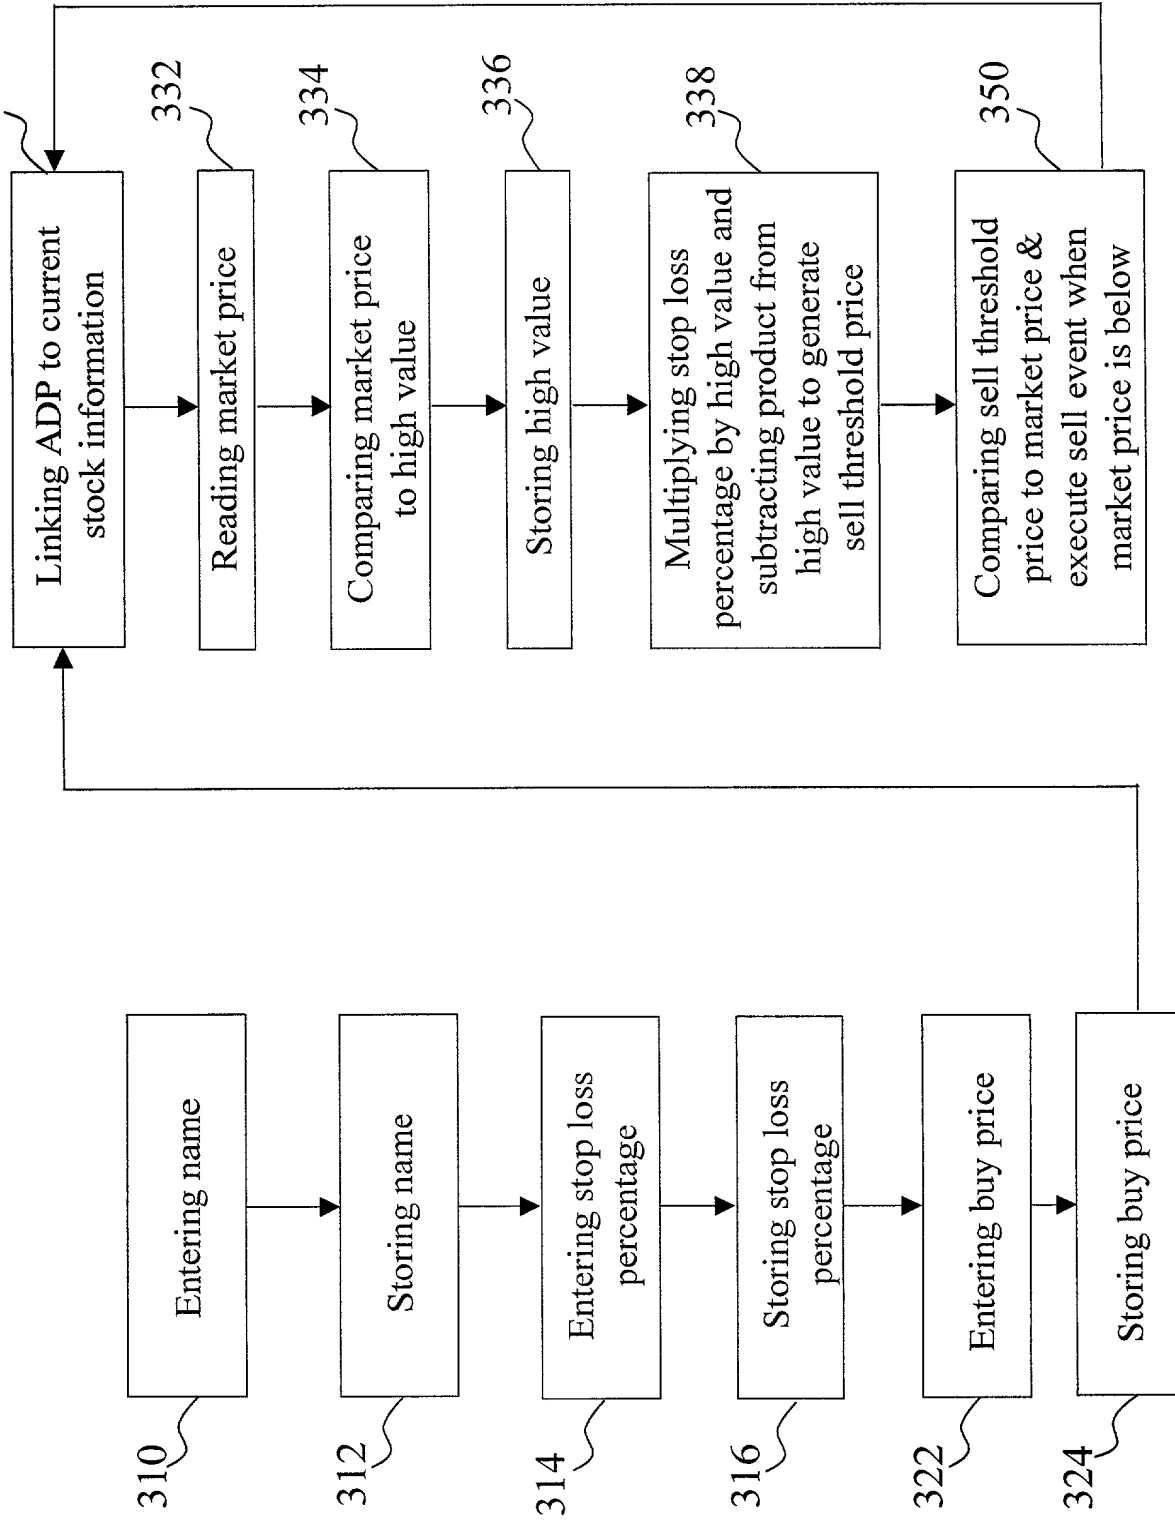 310
Entering name
312
Storing name
314
Entering stop loss
percentage
316
Storing stop loss
percentage
322
Entering buy price
324
Storing buy price
Linking ADP to current
stock information
332
Reading market price
334
Comparing market price
to high value
336
Storing high value
338
Multiplying stop loss
percentage by high value and
subtracting product from
high value to generate
sell threshold price
350
Comparing sell threshold
price to market price &
execute sell event when
market price is below